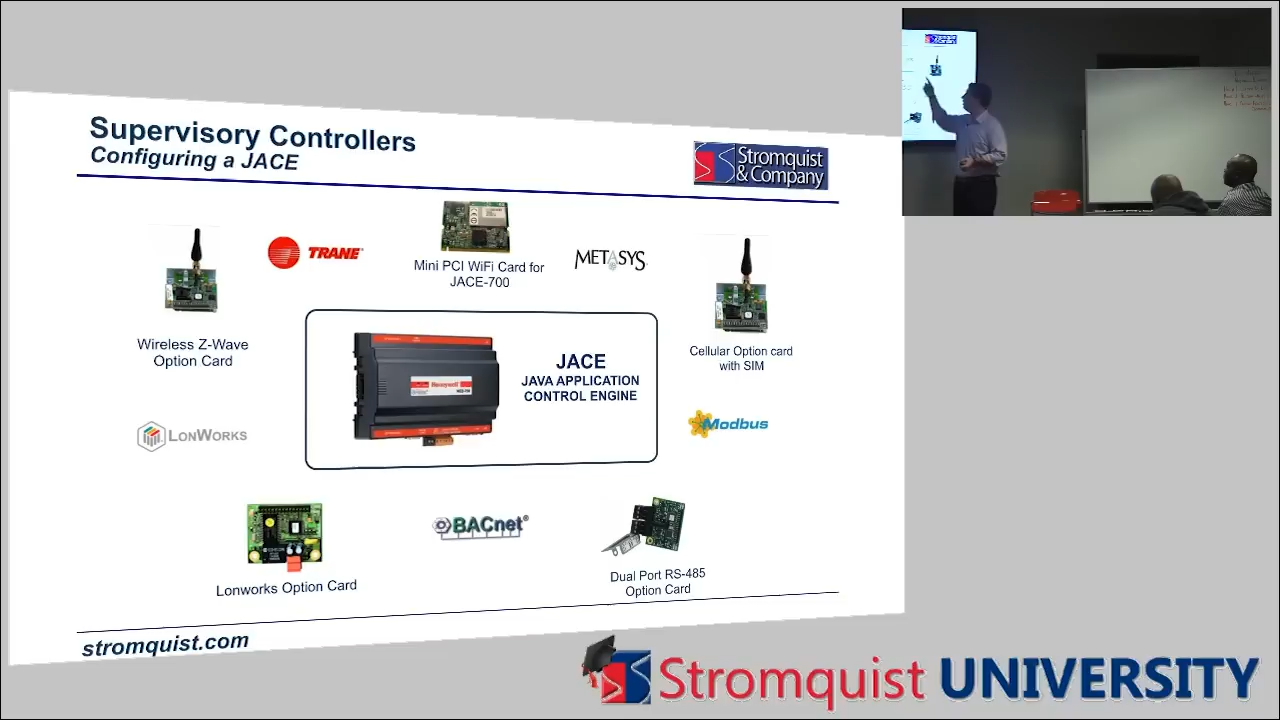 Supervisory Controllers
Configuring a JACE
Stromquist
& Company
TRANE
Mini PCI WiFi Card for
JACE-700
METASYS
Wireless Z-Wave
Option Card
Cellular Option card
with SIM
Honeywell
JACE
JAVA APPLICATION
CONTROL ENGINE
LONWORKS
Modbus
BACnet®
Lonworks Option Card
Dual Port RS-485
Option Card
stromquist.com
Stromquist UNIVERSITY